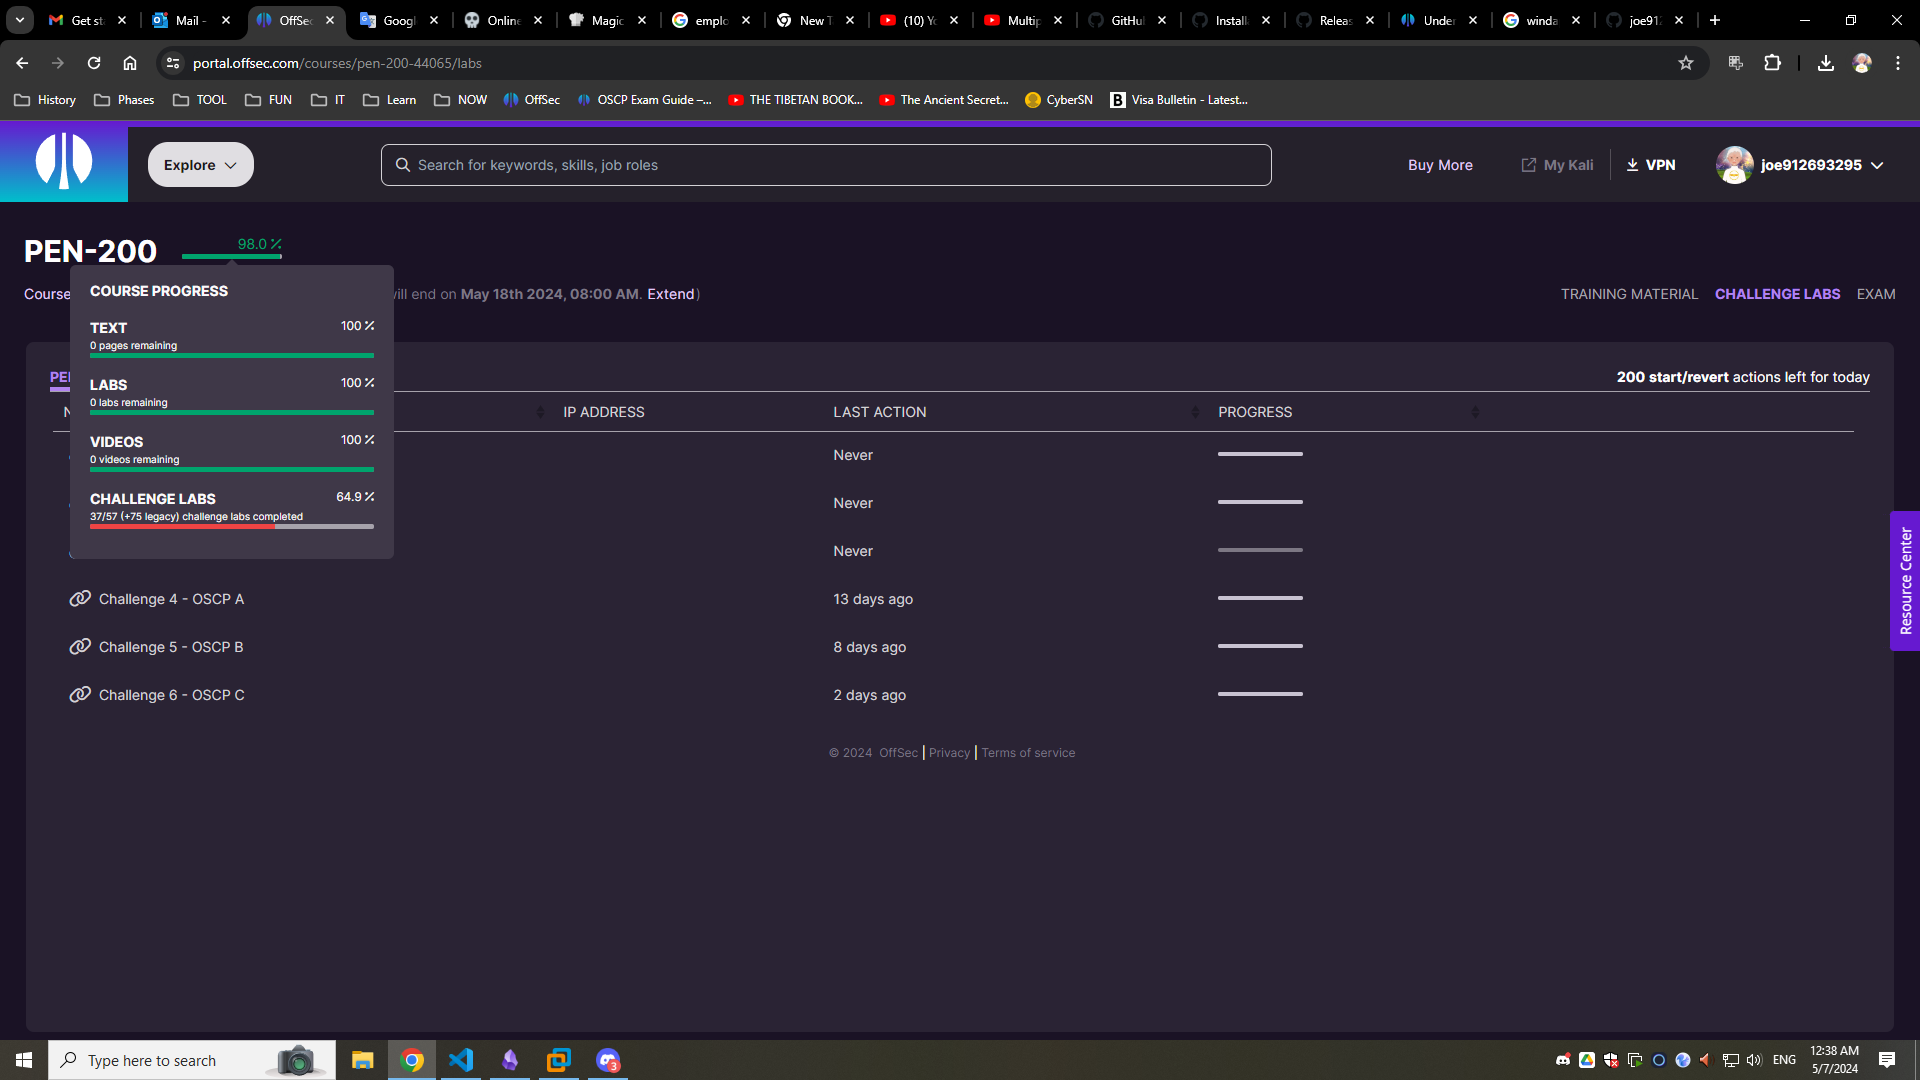 Get sta
Mail -
OffSec
Googl
Online
Magic
emplo
New T
(10) Yo
Multip
GitHu
Install
Releas
Under
winda
joe912
portal.offsec.com/courses/pen-200-44065/labs
History
Phases
TOOL
FUN
IT
Learn
NOW
OffSec
OSCP Exam Guide –...
THE TIBETAN BOOK...
The Ancient Secret...
CyberSN
Visa Bulletin - Latest...
Explore
Search for keywords, skills, job roles
Buy More
My Kali
VPN
joe912693295
PEN-200
98.0 %
Course
will end on May 18th 2024, 08:00 AM. Extend)
TRAINING MATERIAL
CHALLENGE LABS
EXAM
COURSE PROGRESS
TEXT
100 %
0 pages remaining
LABS
100 %
0 labs remaining
VIDEOS
100 %
0 videos remaining
CHALLENGE LABS
64.9 %
37/57 (+75 legacy) challenge labs completed
PE
200 start/revert actions left for today
N
IP ADDRESS
LAST ACTION
PROGRESS
Never
Never
Never
Challenge 4 - OSCP A
13 days ago
Challenge 5 - OSCP B
8 days ago
Challenge 6 - OSCP C
2 days ago
Resource Center
© 2024 OffSec | Privacy | Terms of service
Type here to search
3
ENG
12:38 AM
5/7/2024